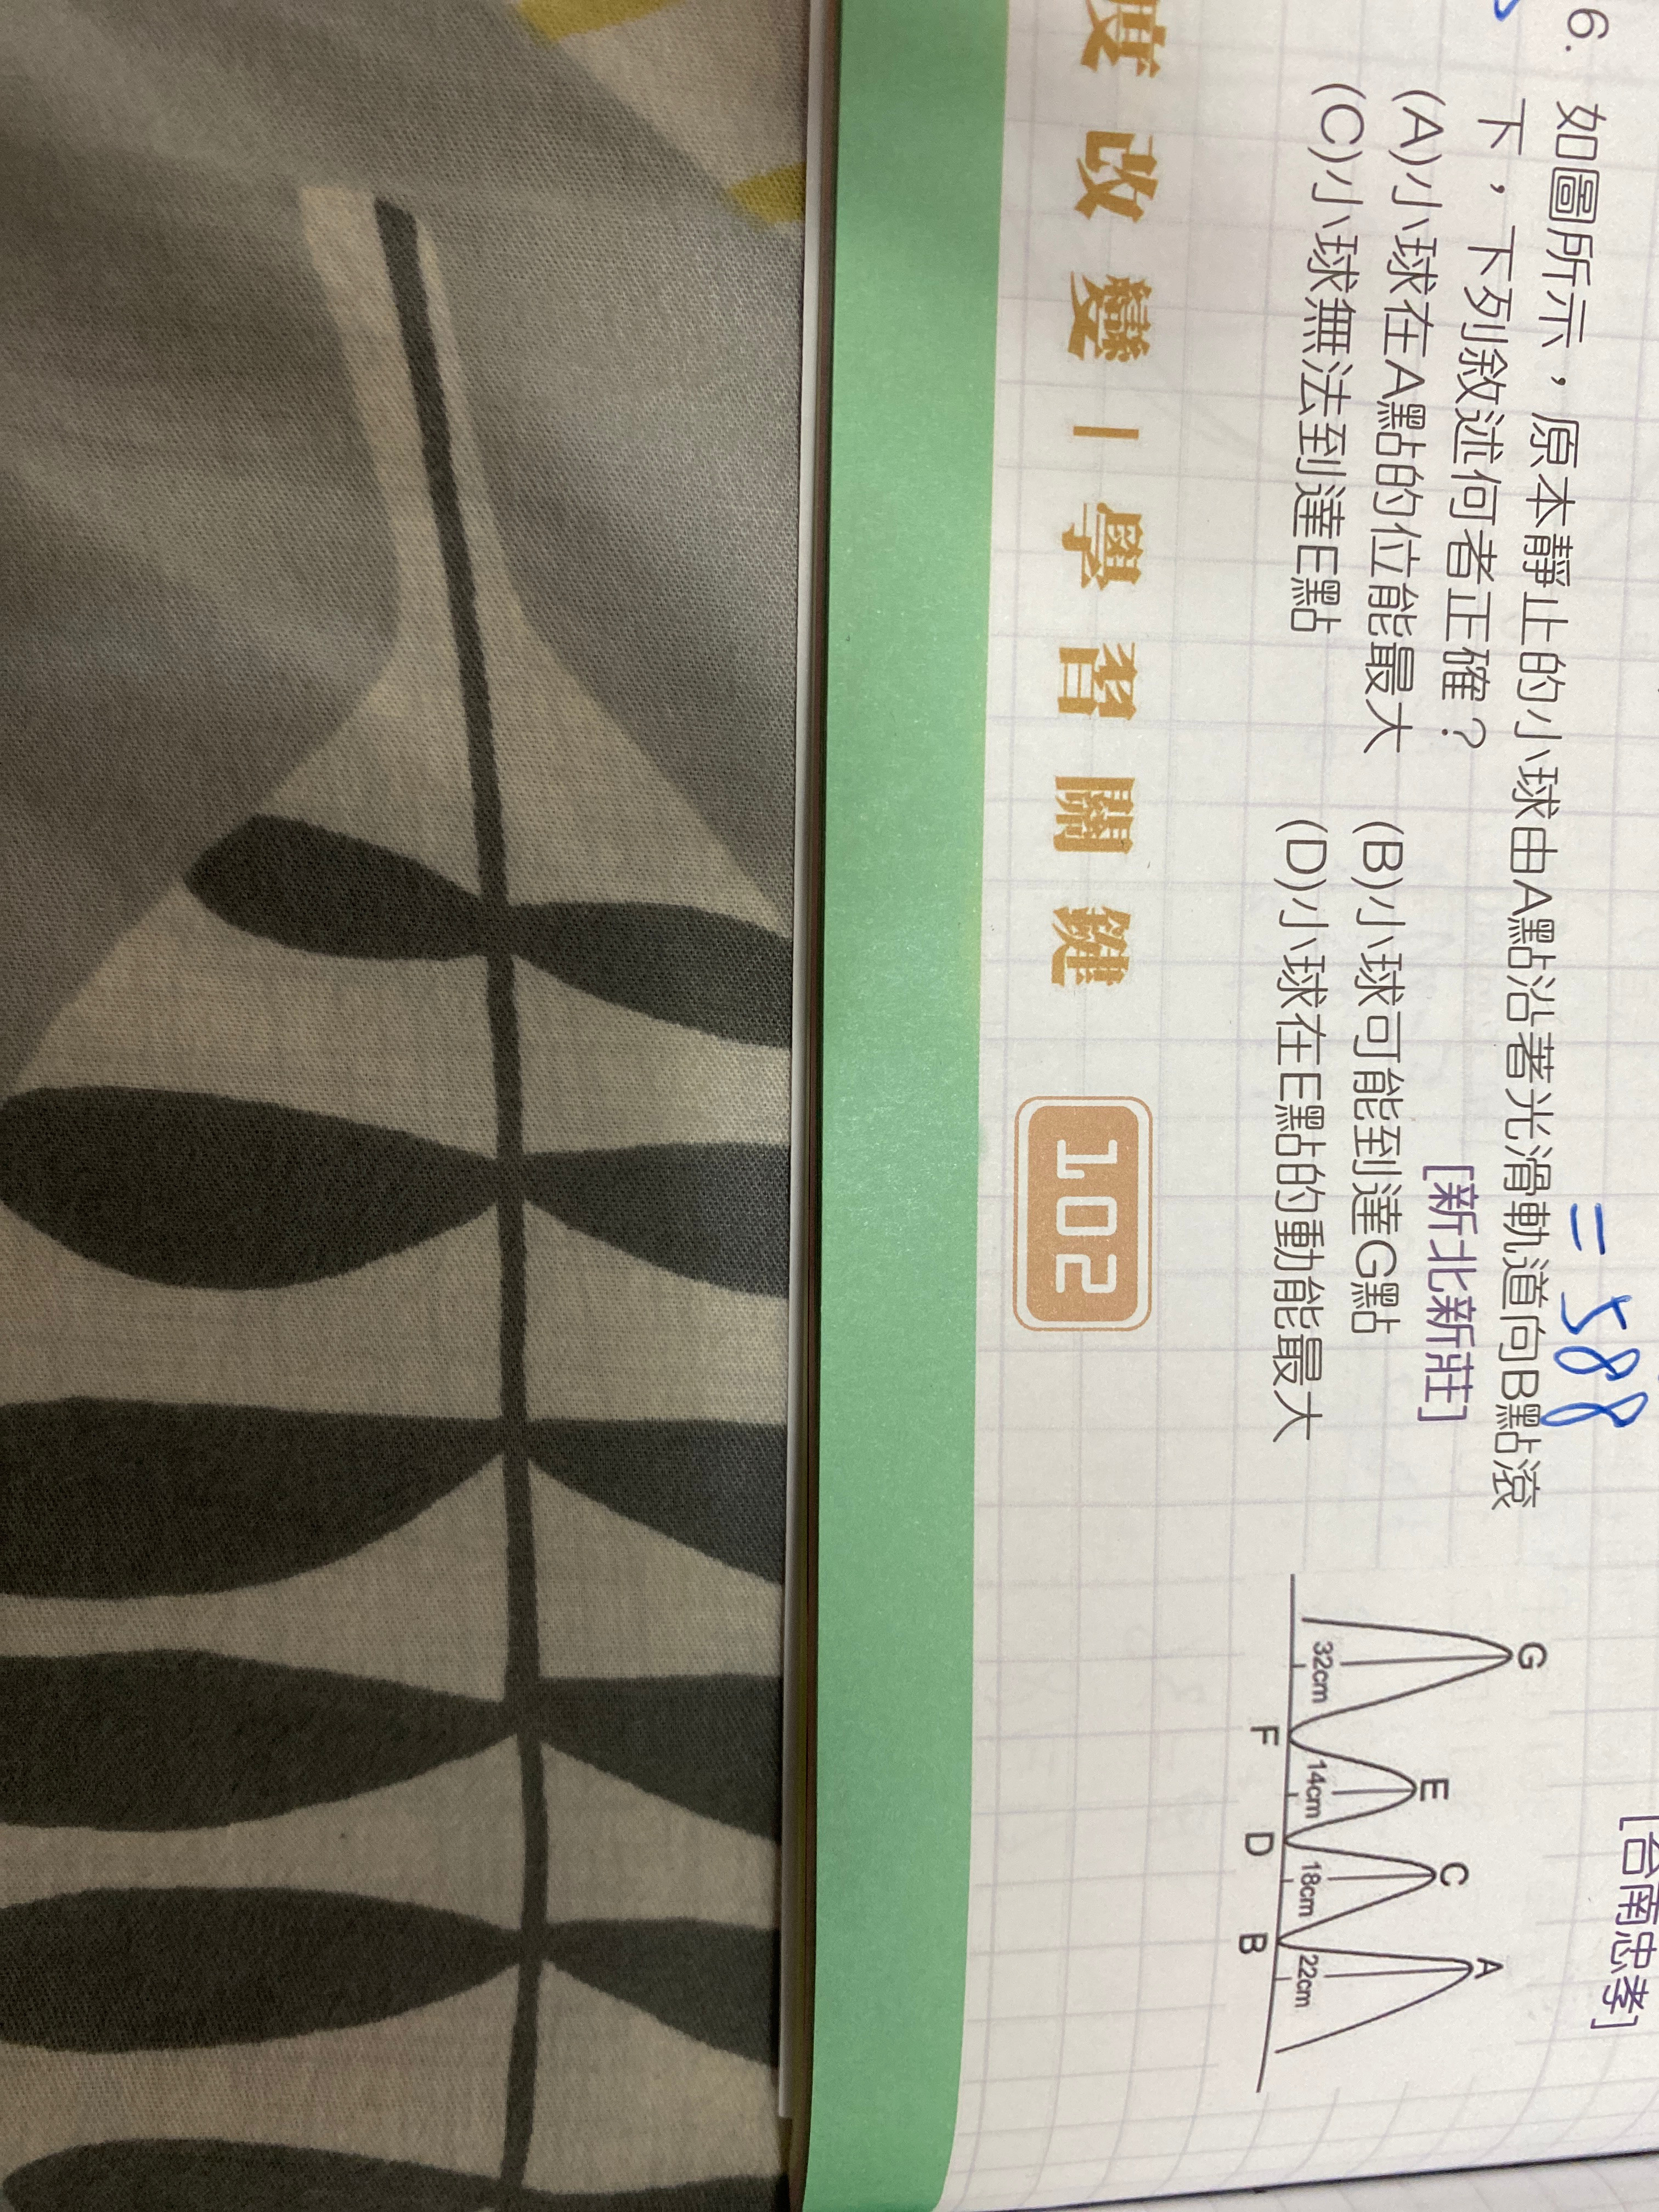 = 588
[台南忠孝]
6. 如圖所示，原本靜止的小球由A點沿著光滑軌道向B點滾
下，下列敘述何者正確？
[新北新莊]
(A)小球在A點的位能最大 (B)小球可能到達G點
(C)小球無法到達E點 (D)小球在E點的動能最大
G
E
C
A
32cm
14cm
18cm
22cm
F
D
B
度改變｜學習關鍵
102